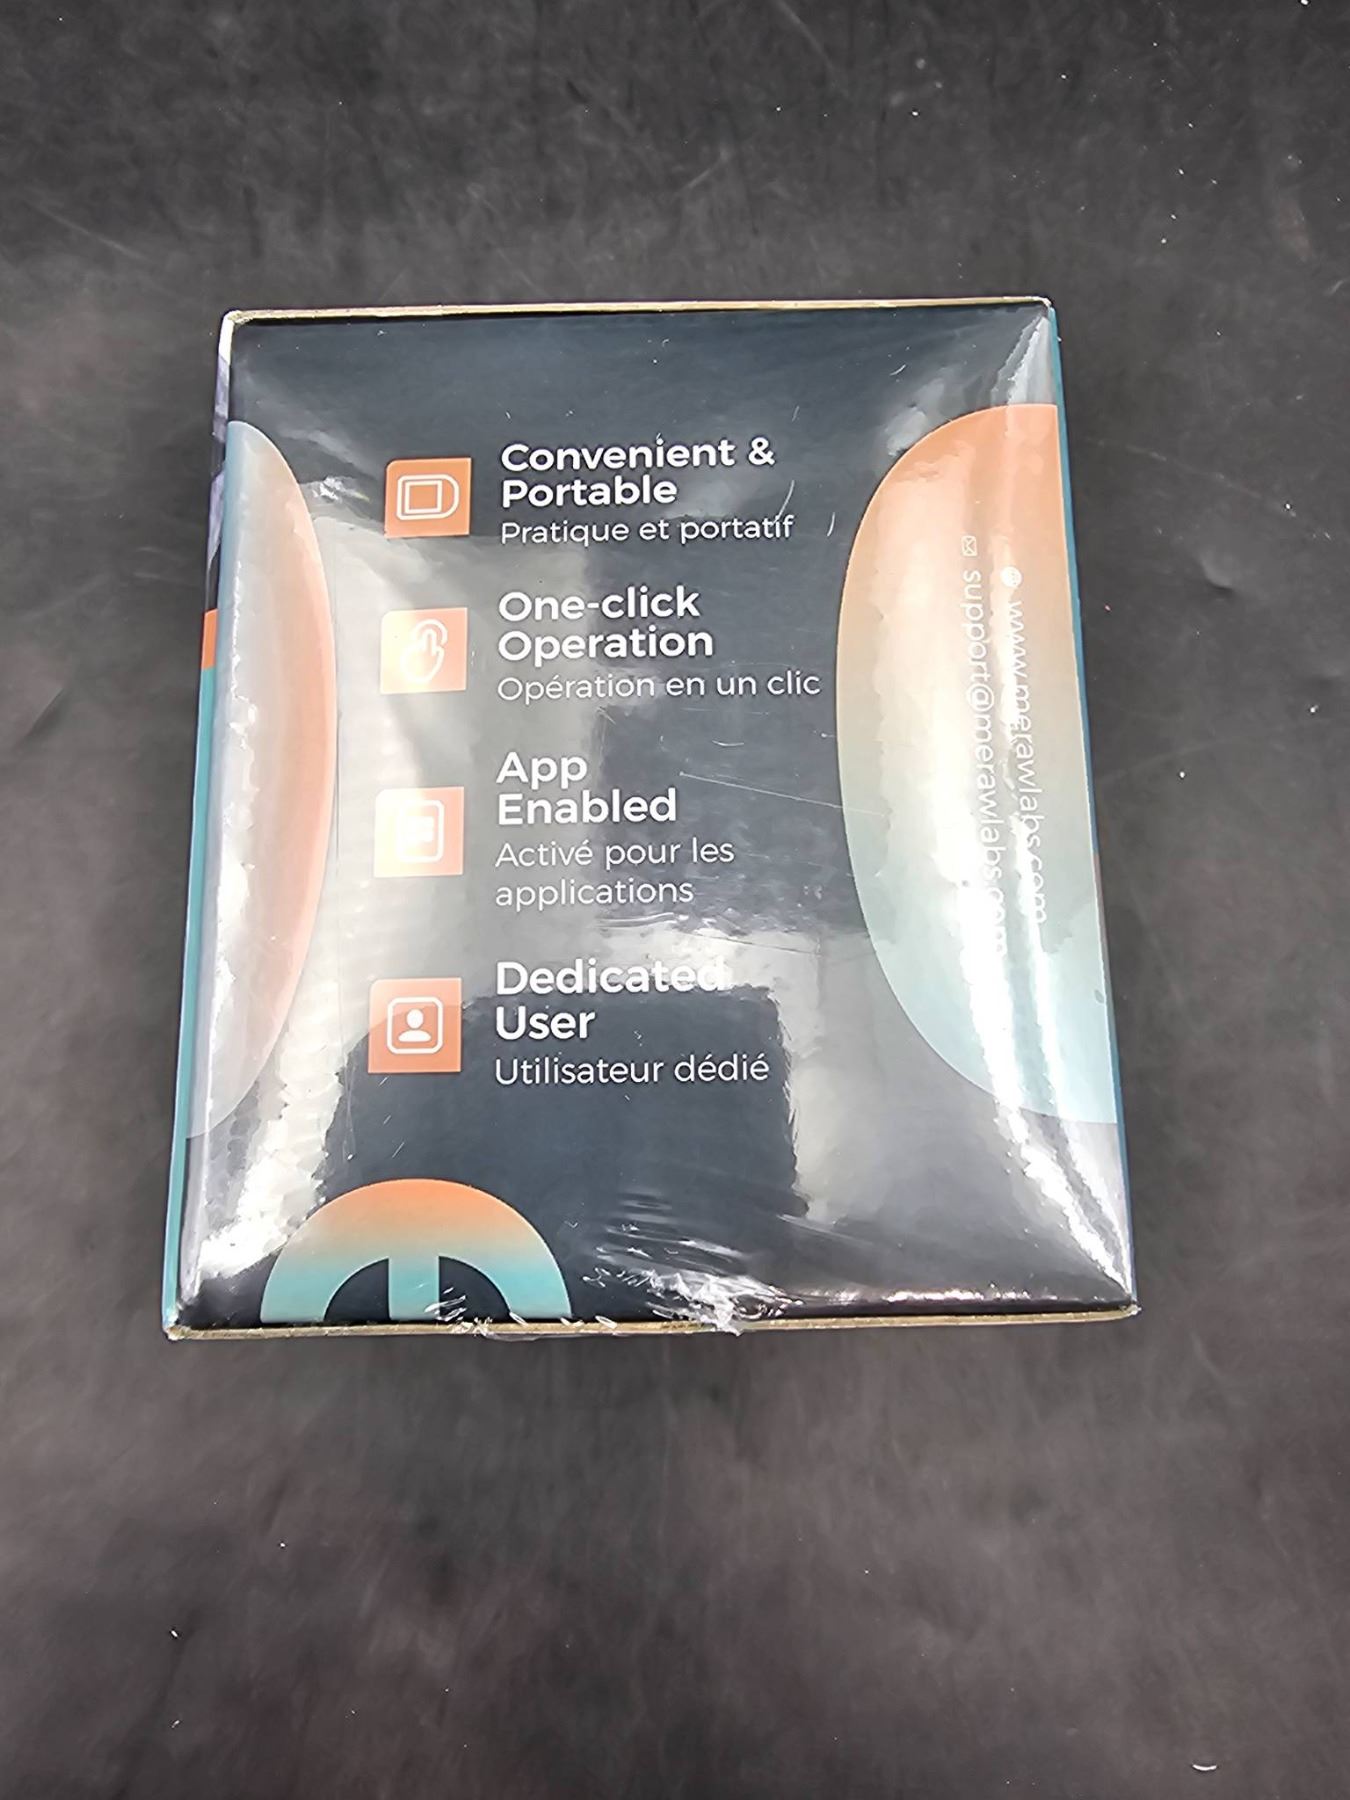 Convenient &
Portable
Pratique et portatif
One-click
Operation
Opération en un clic
App
Enabled
Activé pour les
applications
Dedicated
User
Utilisateur dédié
www.merawlabs.com
support@merawlabs.com